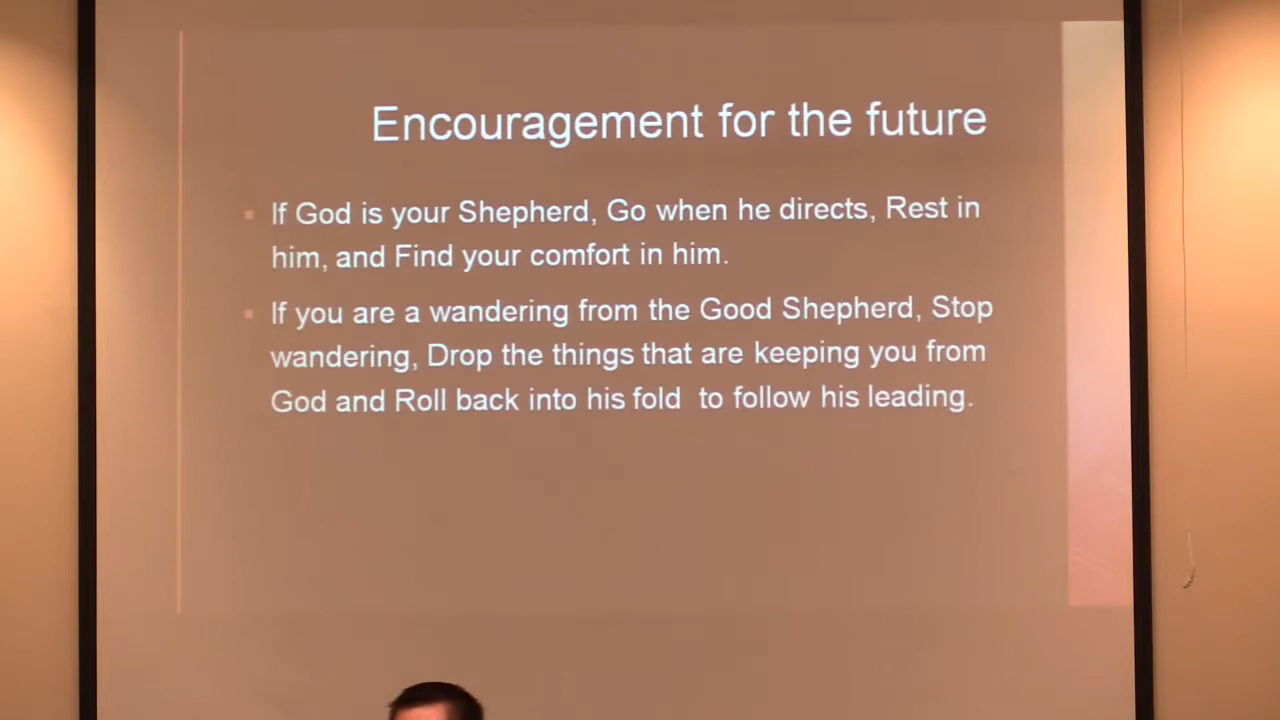 Encouragement for the future
If God is your Shepherd, Go when he directs, Rest in
him, and Find your comfort in him.
If you are a wandering from the Good Shepherd, Stop
wandering, Drop the things that are keeping you from
God and Roll back into his fold to follow his leading.